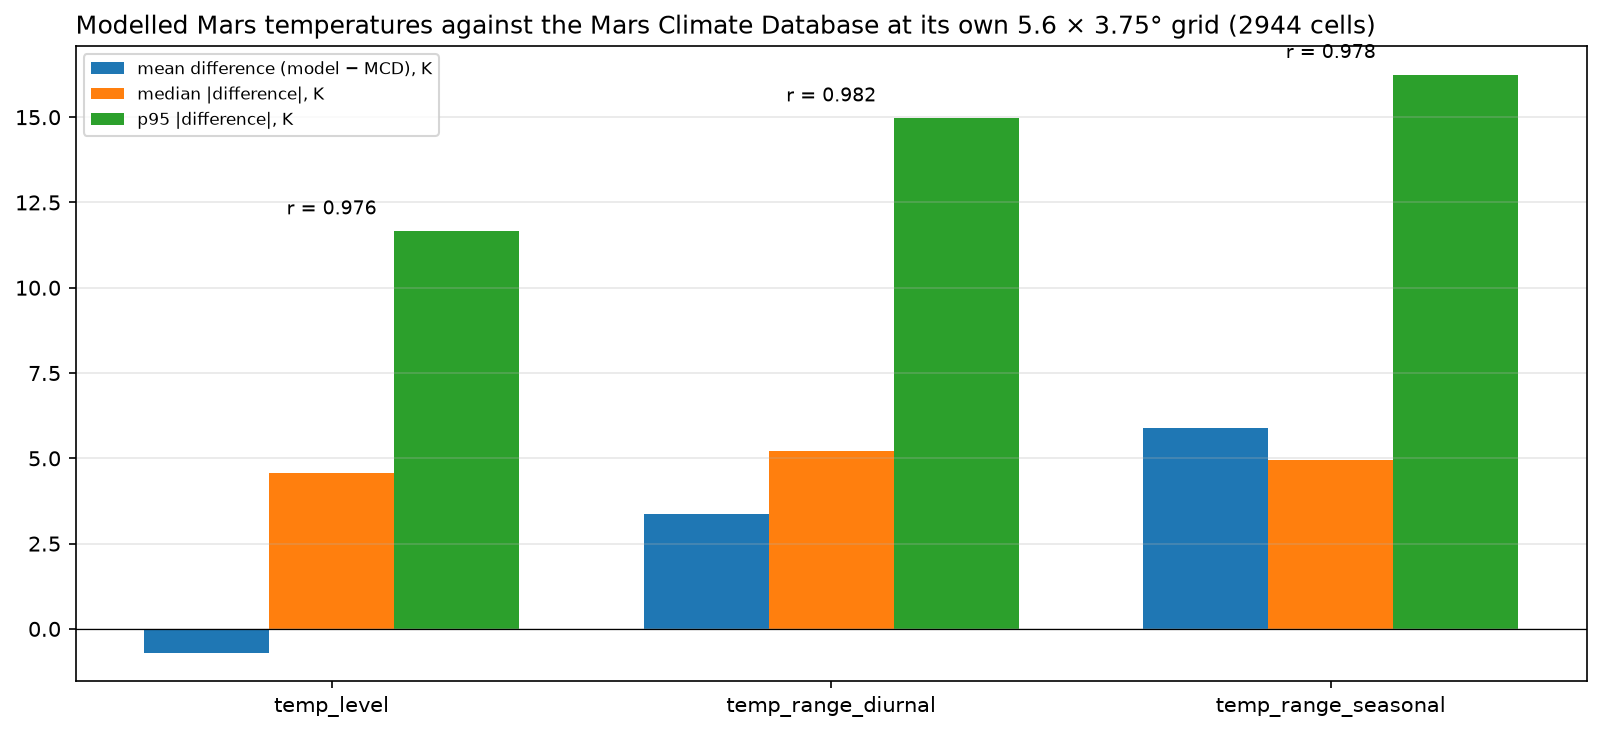 Modelled Mars temperatures against the Mars Climate Database at its own 5.6 × 3.75° grid (2944 cells)
mean difference (model − MCD), K
median |difference|, K
p95 |difference|, K
r = 0.976
r = 0.982
r = 0.978
15.0
12.5
10.0
7.5
5.0
2.5
0.0
temp_level
temp_range_diurnal
temp_range_seasonal